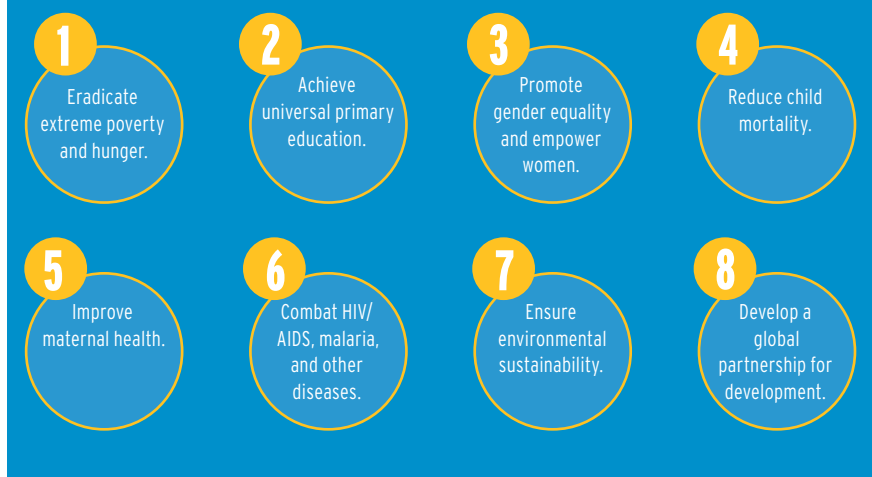 1
Eradicate
extreme poverty
and hunger.
2
Achieve
universal primary
education.
3
Promote
gender equality
and empower
women.
4
Reduce child
mortality.
5
Improve
maternal health.
6
Combat HIV/
AIDS, malaria,
and other
diseases.
7
Ensure
environmental
sustainability.
8
Develop a
global
partnership for
development.